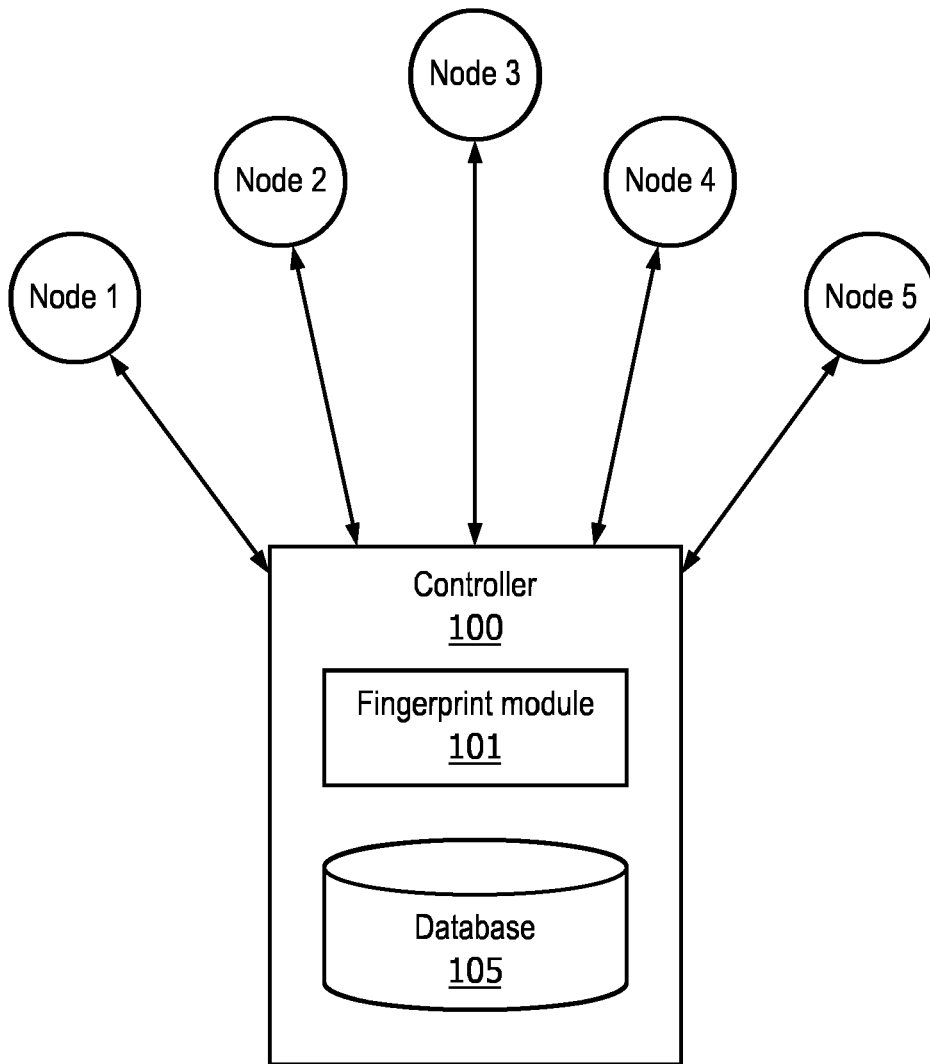 Node 3
Node 2
Node 4
Node 1
Node 5
Controller
100
Fingerprint module
101
Database
105